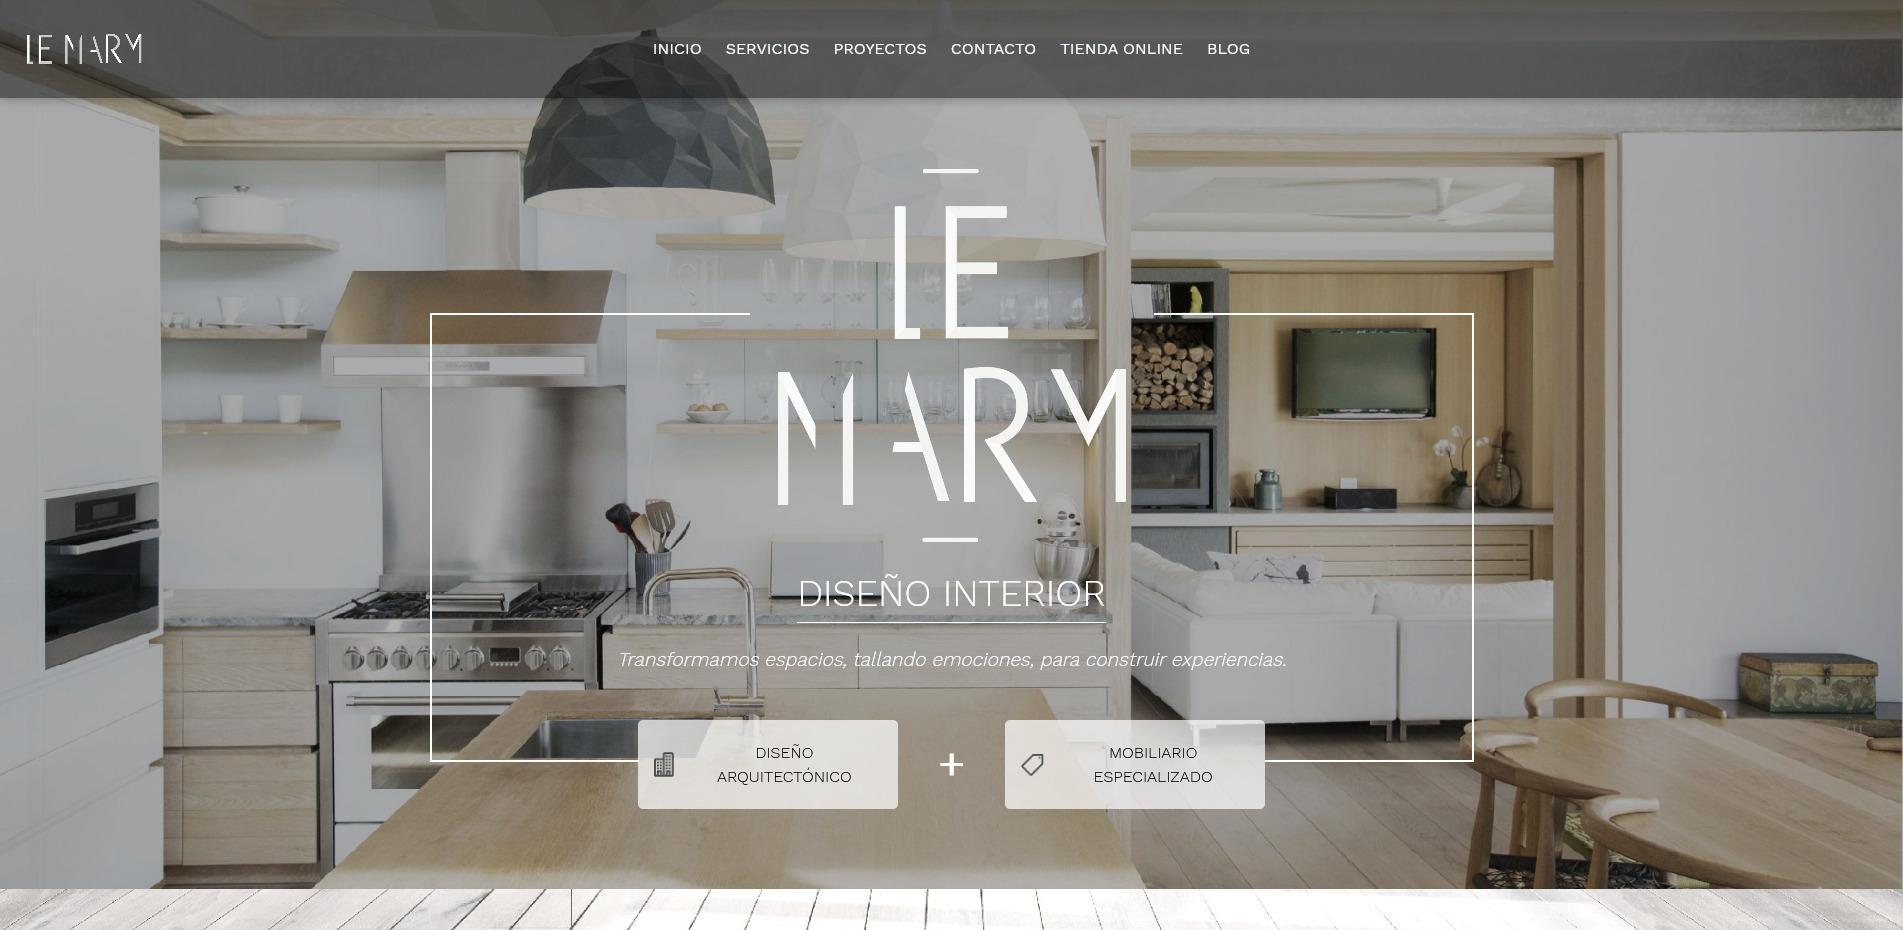 LE MARM
INICIO SERVICIOS PROYECTOS CONTACTO TIENDA ONLINE BLOG
LE
MARM
DISEÑO INTERIOR
Transformamos espacios, tallando emociones, para construir experiencias.
DISEÑO
ARQUITECTÓNICO
+
MOBILIARIO
ESPECIALIZADO